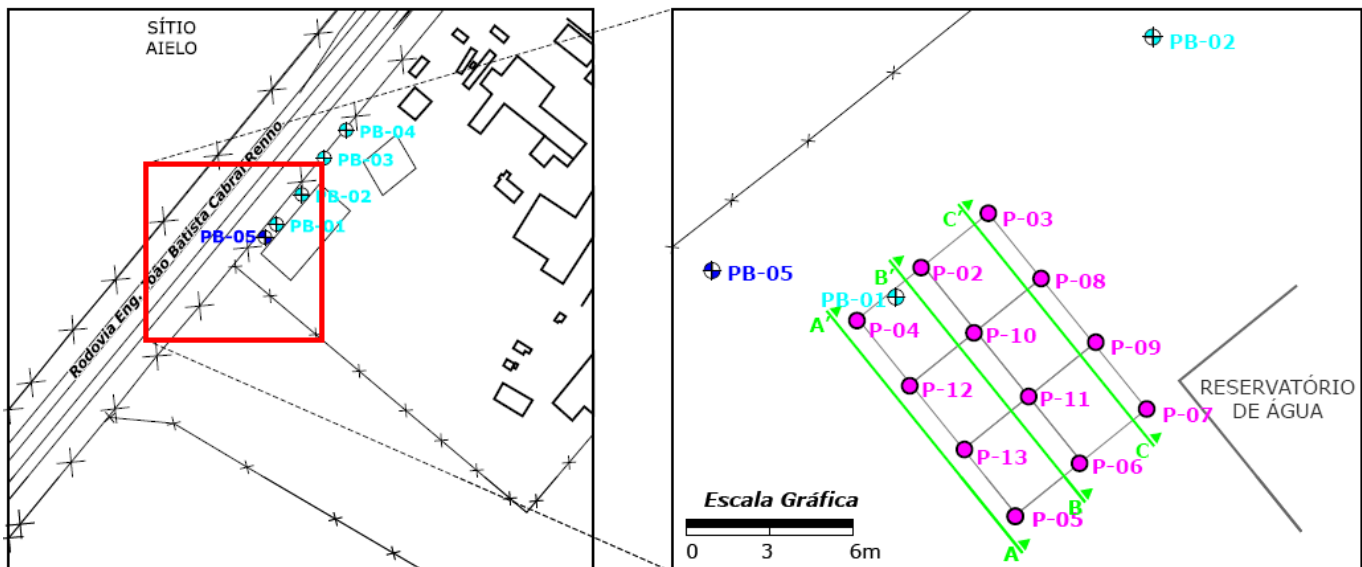 SÍTIO
AIELO
PB-04
PB-03
PB-02
PB-01
PB-05
Rodovia Eng. João Batista Cabral Renno
PB-02
PB-05
PB-01
C'
P-03
B'
P-02
P-08
A'
P-04
P-10
P-09
P-12
P-11
P-07
RESERVATÓRIO
DE ÁGUA
P-13
P-06
C
B
P-05
A
Escala Gráfica
0 3 6m